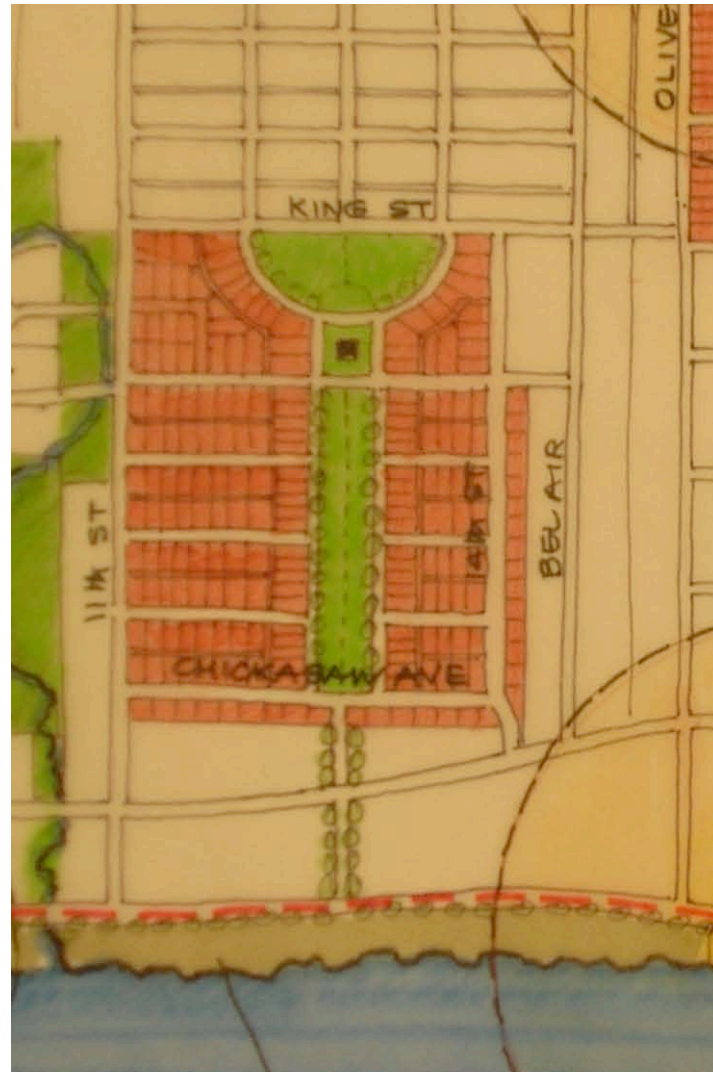 OLIVE
KING ST
11TH ST
14TH ST
BEL AIR
CHICKASAW AVE